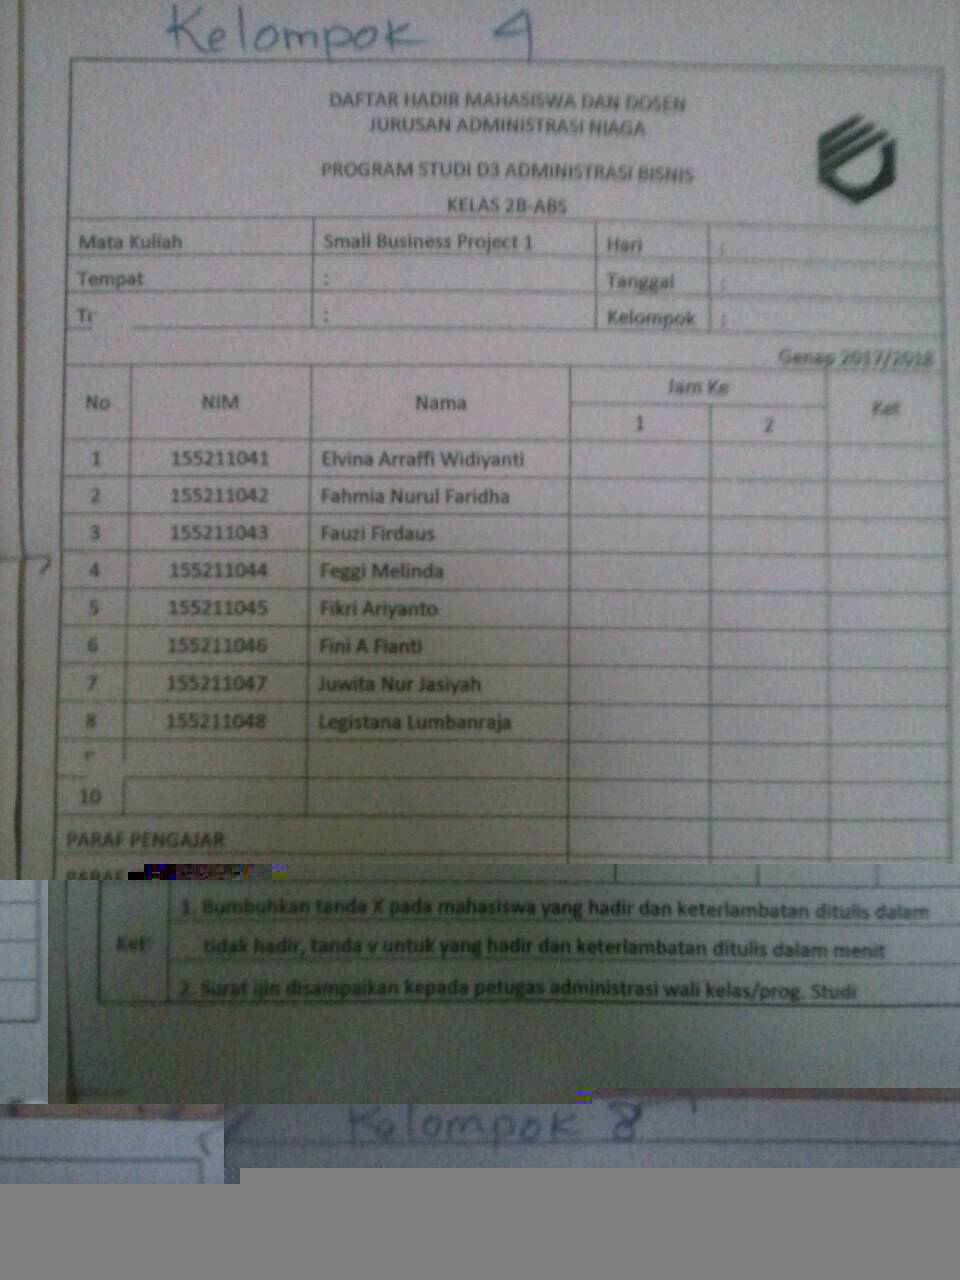 Kelompok 4
DAFTAR HADIR MAHASISWA DAN DOSEN
JURUSAN ADMINISTRASI NIAGA
PROGRAM STUDI D3 ADMINISTRASI BISNIS
KELAS 2B-ABS
Mata Kuliah Small Business Project 1 Hari :
Tempat : Tanggal :
: Kelompok :
Genap 2017/2018
No NIM Nama Jam Ke Ket
1 2
1 155211041 Elvina Arraffi Widiyanti
2 155211042 Fahmia Nurul Faridha
3 155211043 Fauzi Firdaus
4 155211044 Feggi Melinda
5 155211045 Fikri Ariyanto
6 155211046 Fini A Fianti
7 155211047 Juwita Nur Jasiyah
8 155211048 Legistana Lumbanraja
10
PARAF PENGAJAR
PARAF
Ket:
1. Bumbuhkan tanda X pada mahasiswa yang hadir dan keterlambatan ditulis dalam
tidak hadir, tanda v untuk yang hadir dan keterlambatan ditulis dalam menit
2. Surat ijin disampaikan kepada petugas administrasi wali kelas/prog. Studi
Kelompok 8